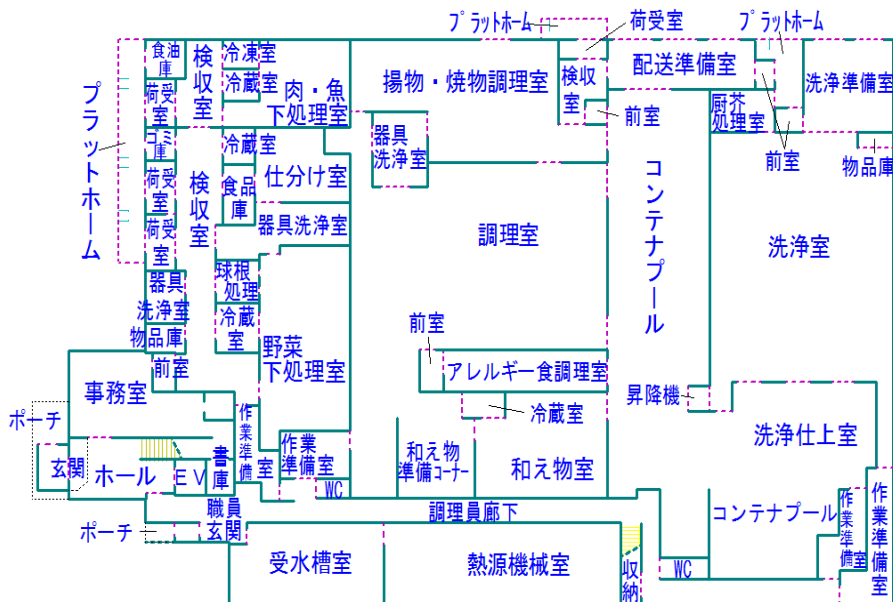 プラットホーム
荷受室
プラットホーム
食油
庫
検
収
室
冷凍室
冷蔵室
肉・魚
下処理室
揚物・焼物調理室
検収
室
配送準備室
洗浄準備室
荷受
室
前室
厨芥
処理室
前室
物品庫
プラットホーム
ゴミ
庫
冷蔵室
器具
洗浄室
荷受
室
検
収
室
食品
庫
仕分け室
荷受
室
器具洗浄室
調理室
コンテナプール
洗浄室
器具
洗浄室
球根
処理
冷蔵
室
物品庫
野菜
下処理室
前室
前室
アレルギー食調理室
事務室
冷蔵室
昇降機
ポーチ
作業準備
室
作業
準備室
和え物
準備コーナー
和え物室
洗浄仕上室
玄関
ホール
EV
書
庫
WC
職員
玄関
調理員廊下
コンテナプール
作業準備室
作業準備室
ポーチ
受水槽室
熱源機械室
収納
WC